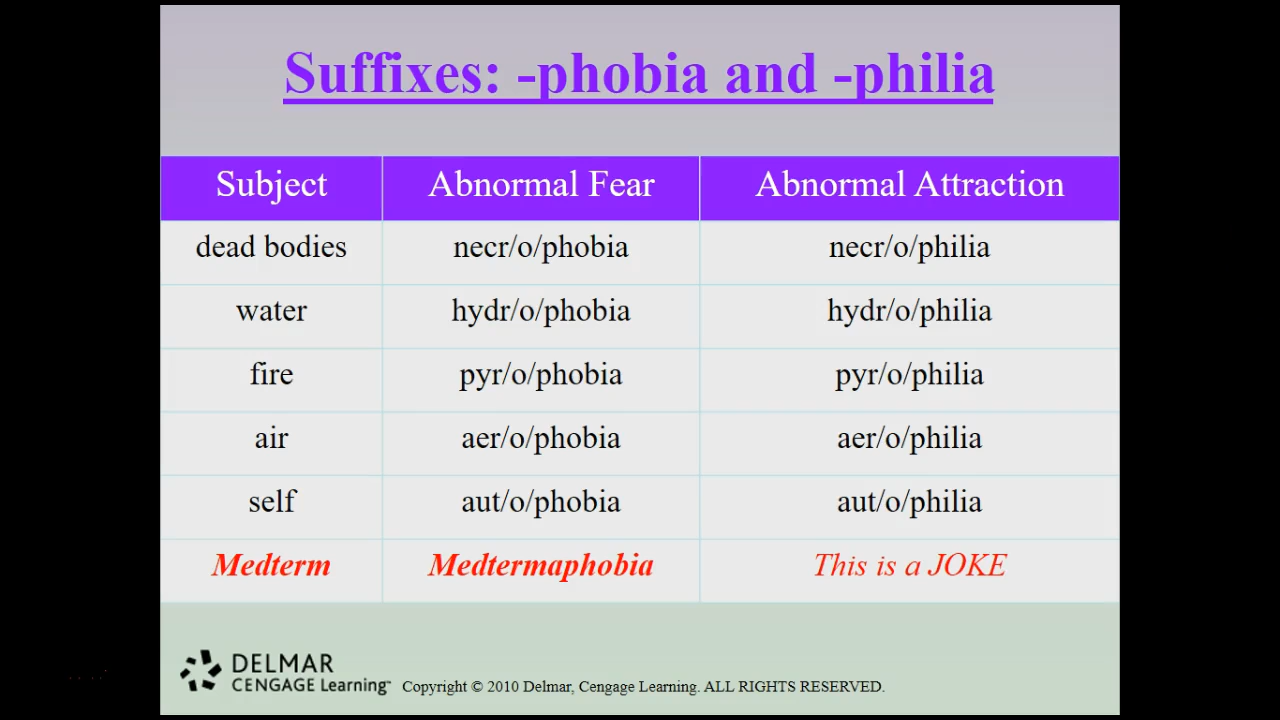 Suffixes: -phobia and -philia
Subject Abnormal Fear Abnormal Attraction
dead bodies necr/o/phobia necr/o/philia
water hydr/o/phobia hydr/o/philia
fire pyr/o/phobia pyr/o/philia
air aer/o/phobia aer/o/philia
self aut/o/phobia aut/o/philia
Medterm Medtermaphobia This is a JOKE
DELMAR
CENGAGE Learning™ Copyright © 2010 Delmar, Cengage Learning. ALL RIGHTS RESERVED.